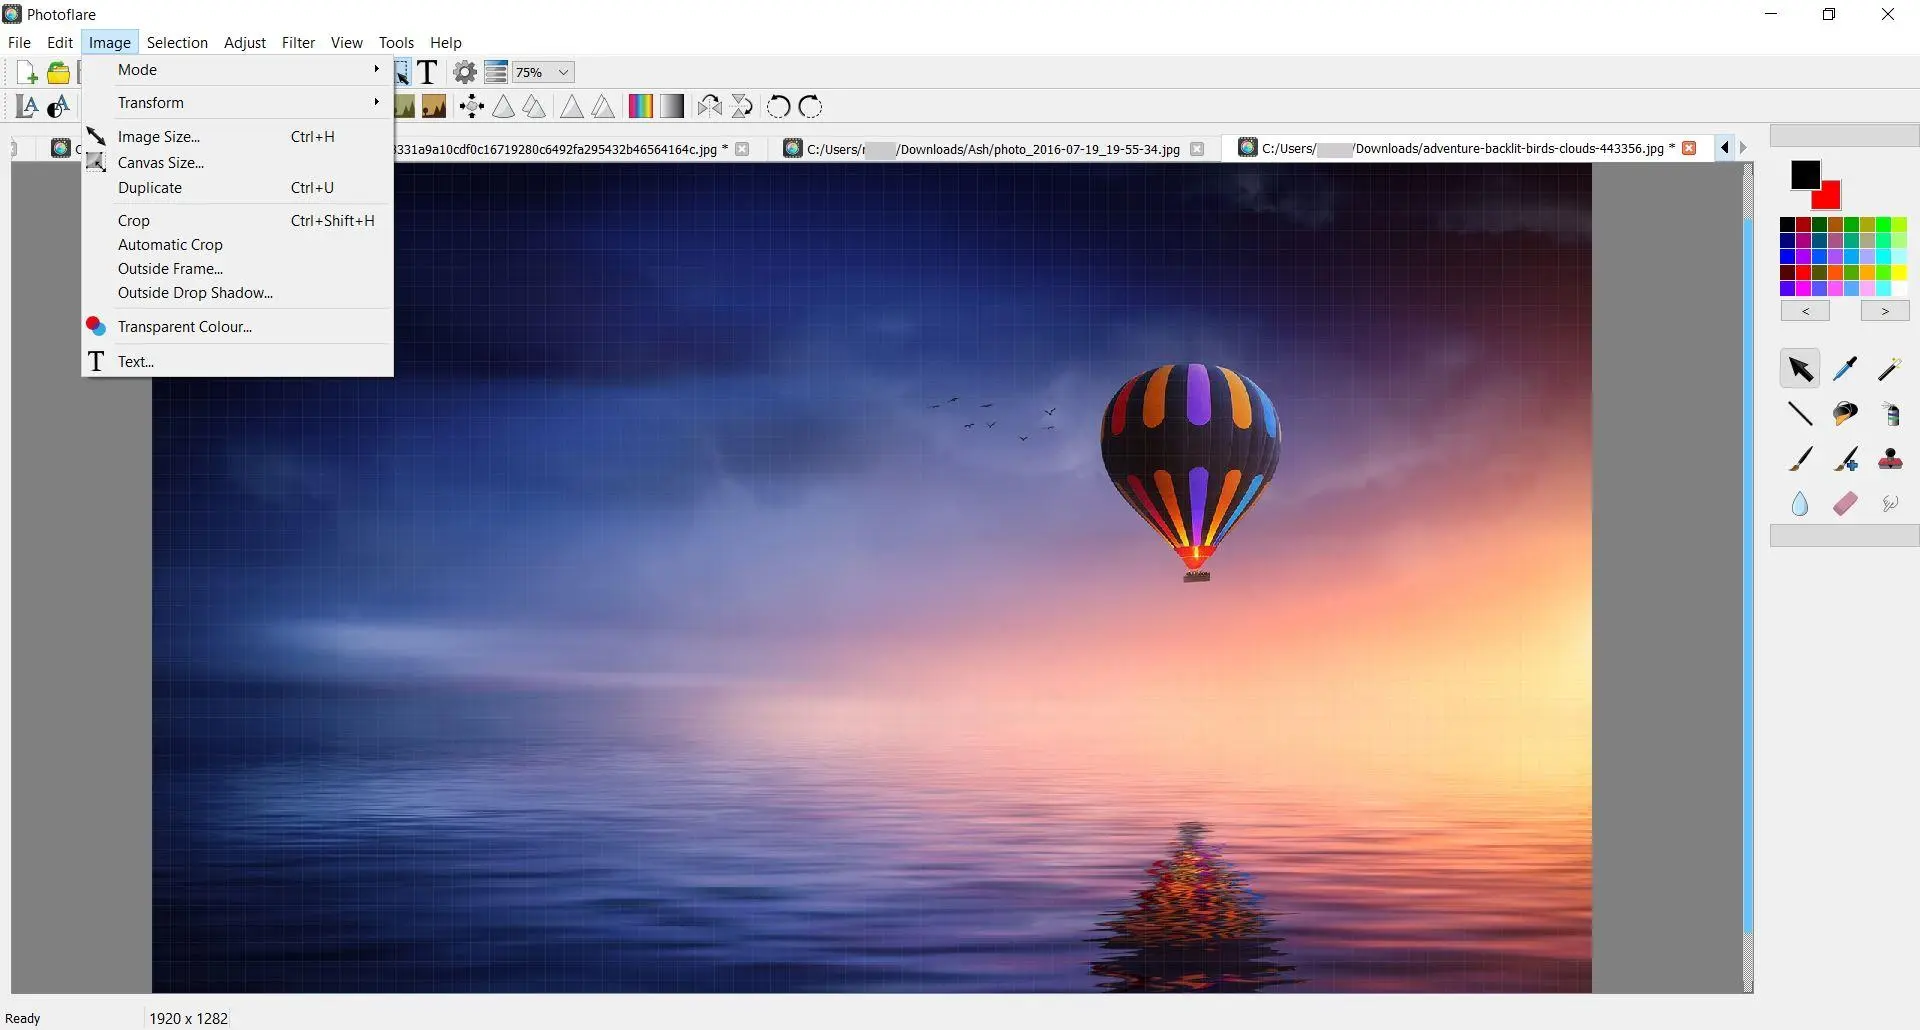 Photoflare
File Edit Image Selection Adjust Filter View Tools Help
T 75%
Mode
Transform
Image Size... Ctrl+H
Canvas Size...
Duplicate Ctrl+U
Crop Ctrl+Shift+H
Automatic Crop
Outside Frame...
Outside Drop Shadow...
Transparent Colour...
T Text...
331a9a10cdf0c16719280c6492fa295432b46564164c.jpg *
C:/Users/ /Downloads/Ash/photo_2016-07-19_19-55-34.jpg
C:/Users/ /Downloads/adventure-backlit-birds-clouds-443356.jpg *
< >
Ready 1920 x 1282